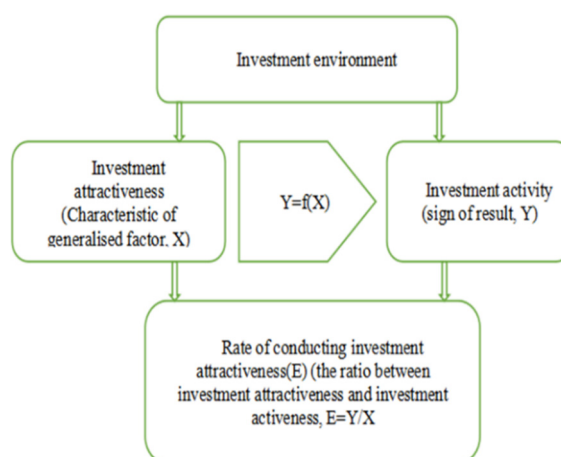 Investment environment
Investment
attractiveness
(Characteristic of
generalised factor, X)
Y=f(X)
Investment activity
(sign of result, Y)
Rate of conducting investment
attractiveness(E) (the ratio between
investment attractiveness and investment
activeness, E=Y/X